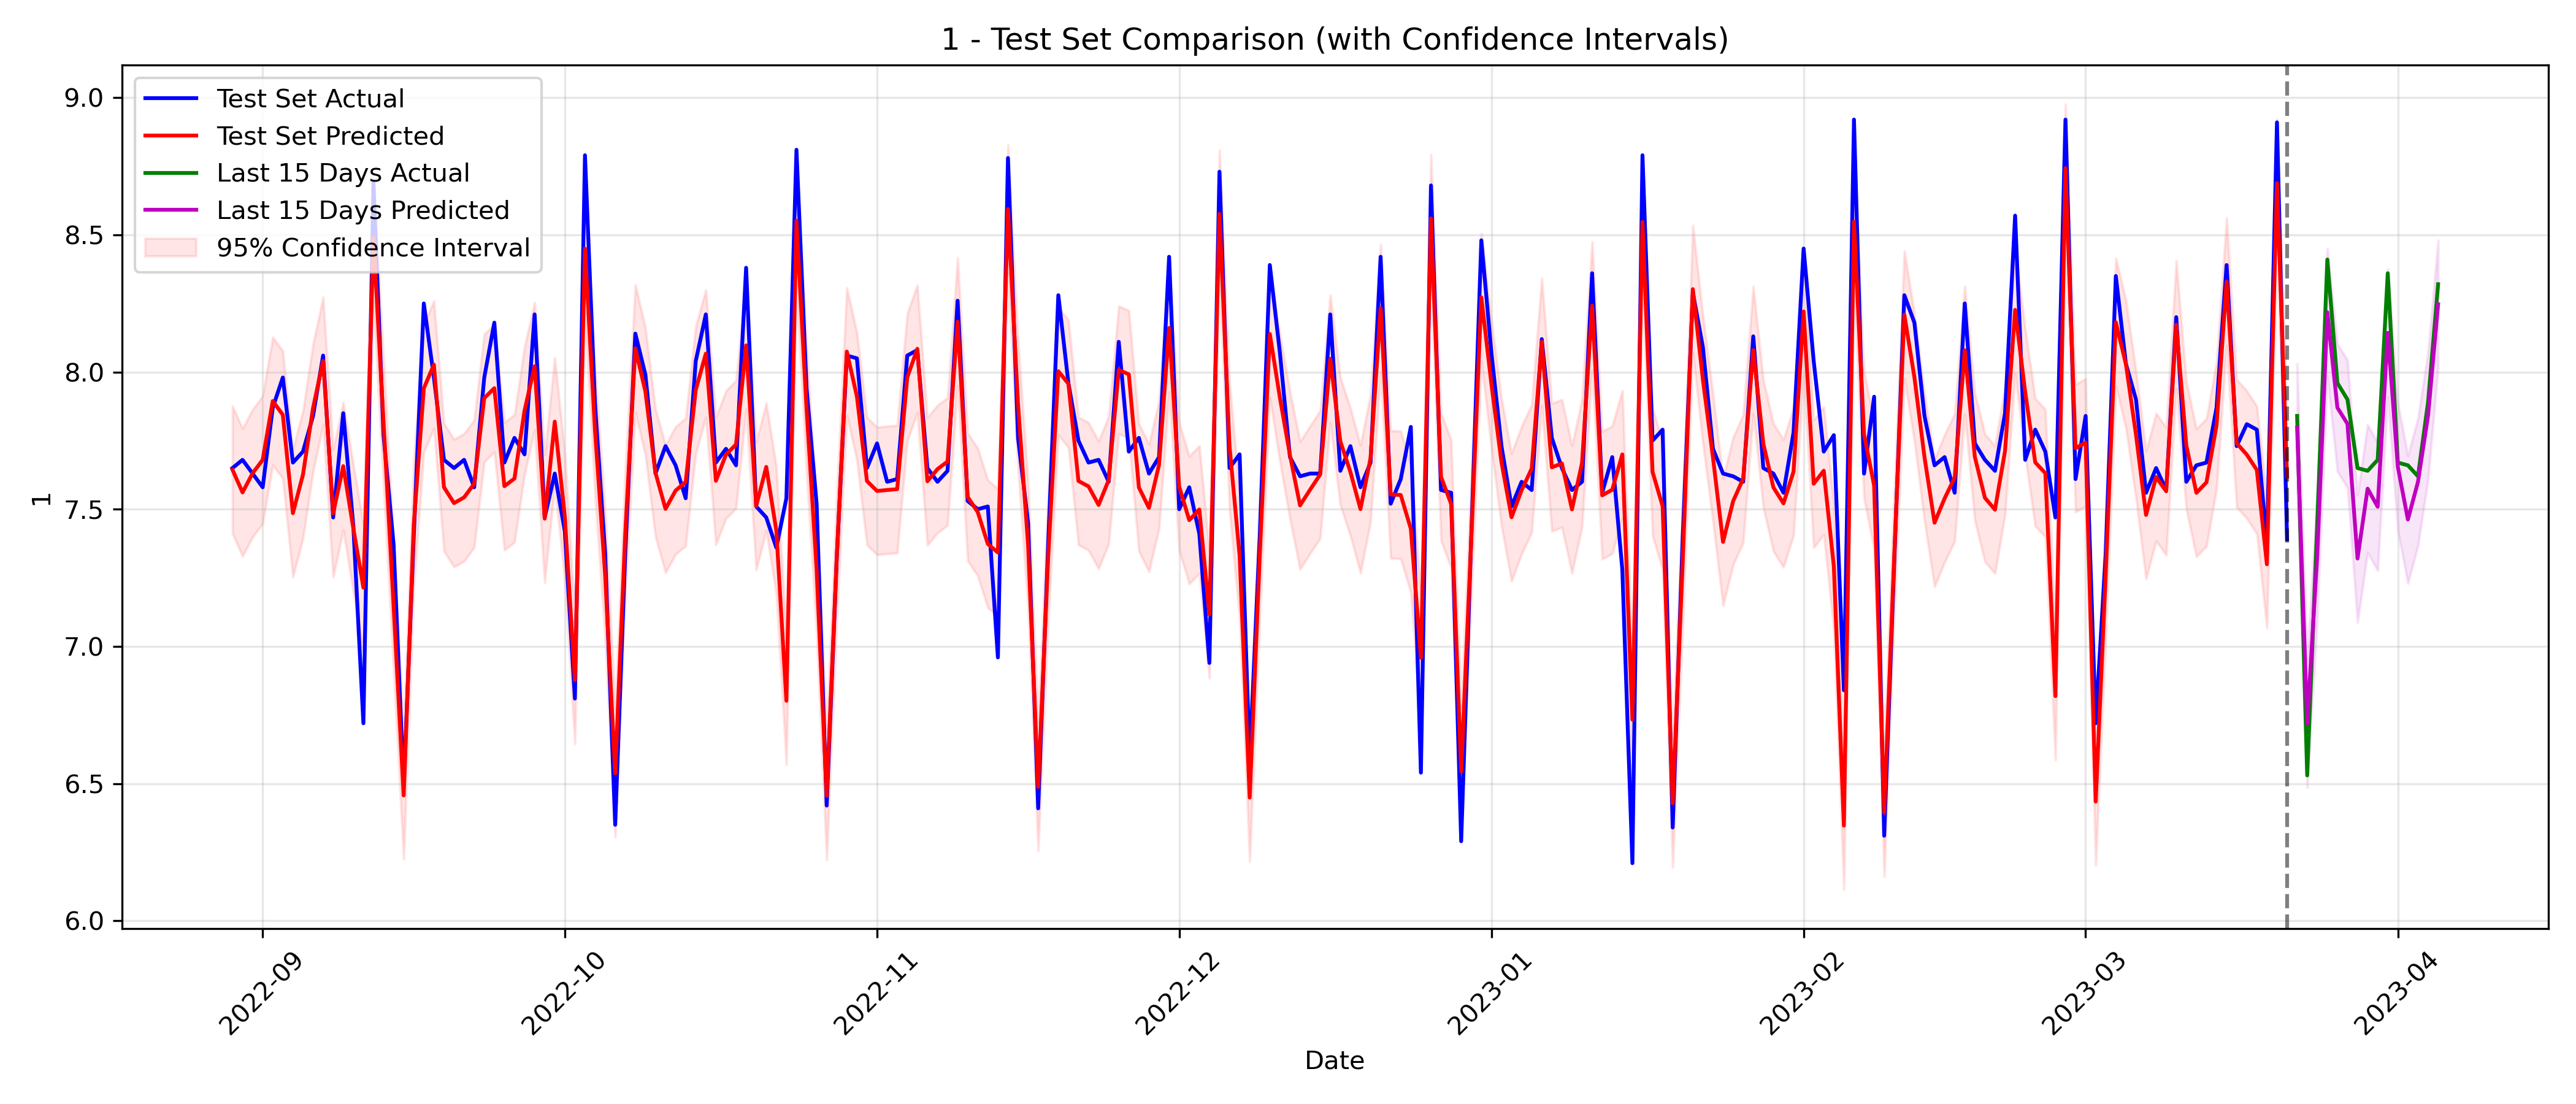 1 - Test Set Comparison (with Confidence Intervals)
Test Set Actual
Test Set Predicted
Last 15 Days Actual
Last 15 Days Predicted
95% Confidence Interval
9.0
8.5
8.0
7.5
7.0
6.5
6.0
1
2022-09
2022-10
2022-11
2022-12
2023-01
2023-02
2023-03
2023-04
Date